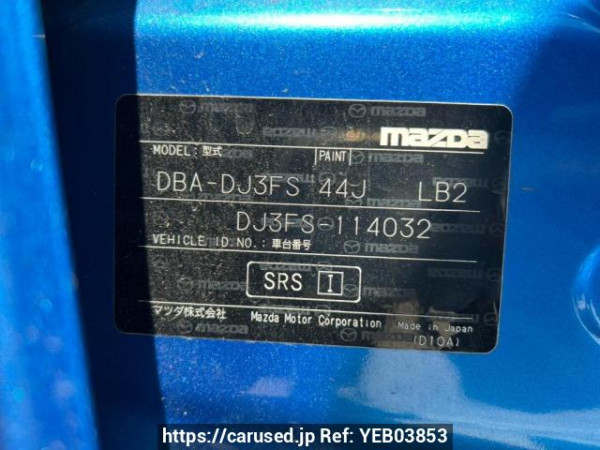 mazda
MODEL: 型式 PAINT
DBA-DJ3FS 44J LB2
DJ3FS-114032
VEHICLE I.D.NO.: 車台番号
SRS I
マツダ株式会社 Mazda Motor Corporation Made in Japan
(D10A)
https://carused.jp Ref: YEB03853